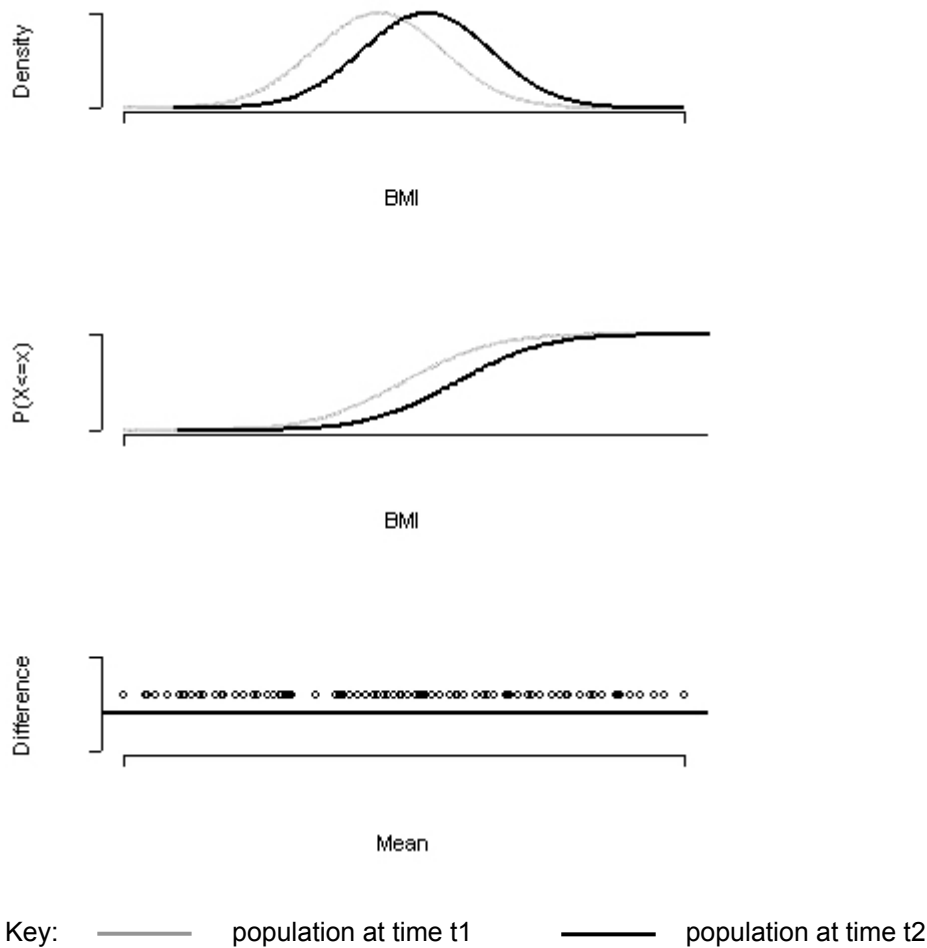 Density
BMI
P(X<=x)
BMI
Difference
Mean
Key: population at time t1 population at time t2